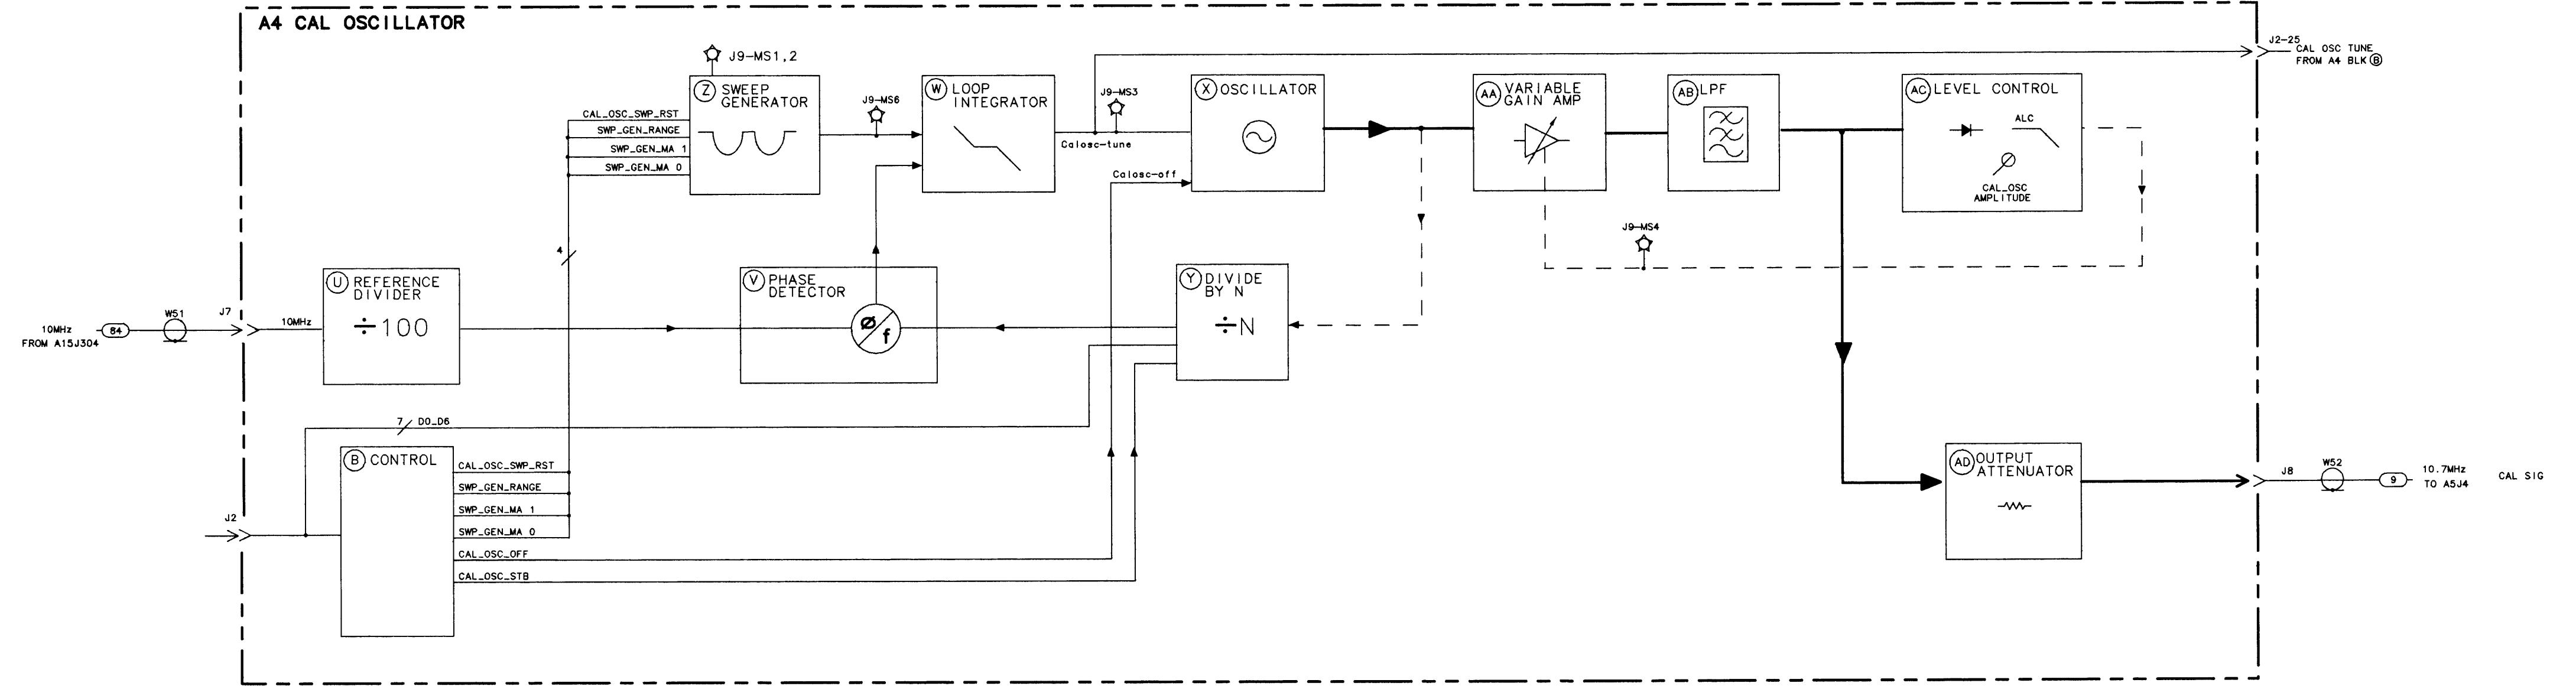 A4 CAL OSCILLATOR
J9-MS1,2
J2-25
CAL OSC TUNE
FROM A4 BLK B
Z SWEEP
GENERATOR
CAL_OSC_SWP_RST
SWP_GEN_RANGE
SWP_GEN_MA 1
SWP_GEN_MA 0
J9-MS6
W LOOP
INTEGRATOR
J9-MS3
Calosc-tune
Calosc-off
X OSCILLATOR
AA VARIABLE
GAIN AMP
AB LPF
AC LEVEL CONTROL
ALC
CAL_OSC
AMPLITUDE
J9-MS4
4
U REFERENCE
DIVIDER
÷100
V PHASE
DETECTOR
Ø
f
Y DIVIDE
BY N
÷N
10MHz
FROM A15J304
84
W51
J7
10MHz
7
D0_D6
B CONTROL
CAL_OSC_SWP_RST
SWP_GEN_RANGE
SWP_GEN_MA 1
SWP_GEN_MA 0
CAL_OSC_OFF
CAL_OSC_STB
J2
AD OUTPUT
ATTENUATOR
J8
W52
9
10.7MHz
TO A5J4
CAL SIG